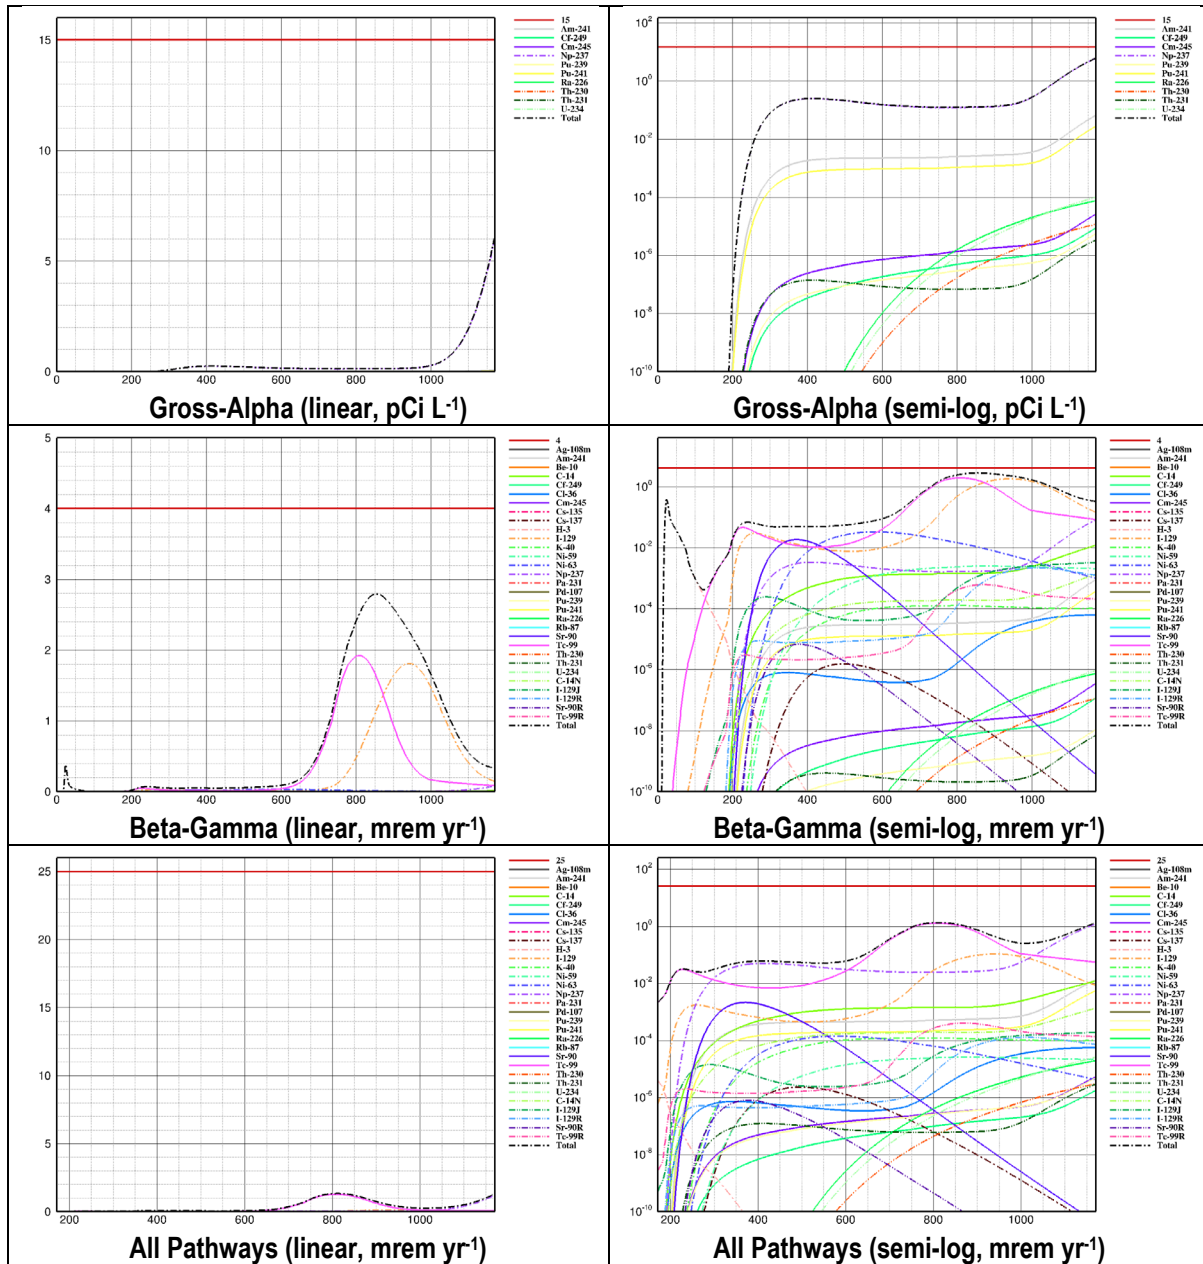 15
10
5
0
0
200
400
600
800
1000
15
Am-241
Cf-249
Cm-245
Np-237
Pu-239
Pu-241
Ra-226
Th-230
Th-231
U-234
Total
Gross-Alpha (linear, pCi L-1)
10^2
10^0
10^-2
10^-4
10^-6
10^-8
10^-10
0
200
400
600
800
1000
15
Am-241
Cf-249
Cm-245
Np-237
Pu-239
Pu-241
Ra-226
Th-230
Th-231
U-234
Total
Gross-Alpha (semi-log, pCi L-1)
5
4
3
2
1
0
0
200
400
600
800
1000
4
Ag-108m
Am-241
Be-10
C-14
Cf-249
Cl-36
Cm-245
Cs-135
Cs-137
H-3
I-129
K-40
Ni-59
Ni-63
Np-237
Pa-231
Pd-107
Pu-239
Pu-241
Ra-226
Rb-87
Sr-90
Tc-99
Th-230
Th-231
U-234
C-14N
I-129J
I-129R
Sr-90R
Tc-99R
Total
Beta-Gamma (linear, mrem yr-1)
10^0
10^-2
10^-4
10^-6
10^-8
10^-10
0
200
400
600
800
1000
4
Ag-108m
Am-241
Be-10
C-14
Cf-249
Cl-36
Cm-245
Cs-135
Cs-137
H-3
I-129
K-40
Ni-59
Ni-63
Np-237
Pa-231
Pd-107
Pu-239
Pu-241
Ra-226
Rb-87
Sr-90
Tc-99
Th-230
Th-231
U-234
C-14N
I-129J
I-129R
Sr-90R
Tc-99R
Total
Beta-Gamma (semi-log, mrem yr-1)
25
20
15
10
5
0
200
400
600
800
1000
25
Ag-108m
Am-241
Be-10
C-14
Cf-249
Cl-36
Cm-245
Cs-135
Cs-137
H-3
I-129
K-40
Ni-59
Ni-63
Np-237
Pa-231
Pd-107
Pu-239
Pu-241
Ra-226
Rb-87
Sr-90
Tc-99
Th-230
Th-231
U-234
C-14N
I-129J
I-129R
Sr-90R
Tc-99R
Total
All Pathways (linear, mrem yr-1)
10^2
10^0
10^-2
10^-4
10^-6
10^-8
10^-10
200
400
600
800
1000
25
Ag-108m
Am-241
Be-10
C-14
Cf-249
Cl-36
Cm-245
Cs-135
Cs-137
H-3
I-129
K-40
Ni-59
Ni-63
Np-237
Pa-231
Pd-107
Pu-239
Pu-241
Ra-226
Rb-87
Sr-90
Tc-99
Th-230
Th-231
U-234
C-14N
I-129J
I-129R
Sr-90R
Tc-99R
Total
All Pathways (semi-log, mrem yr-1)